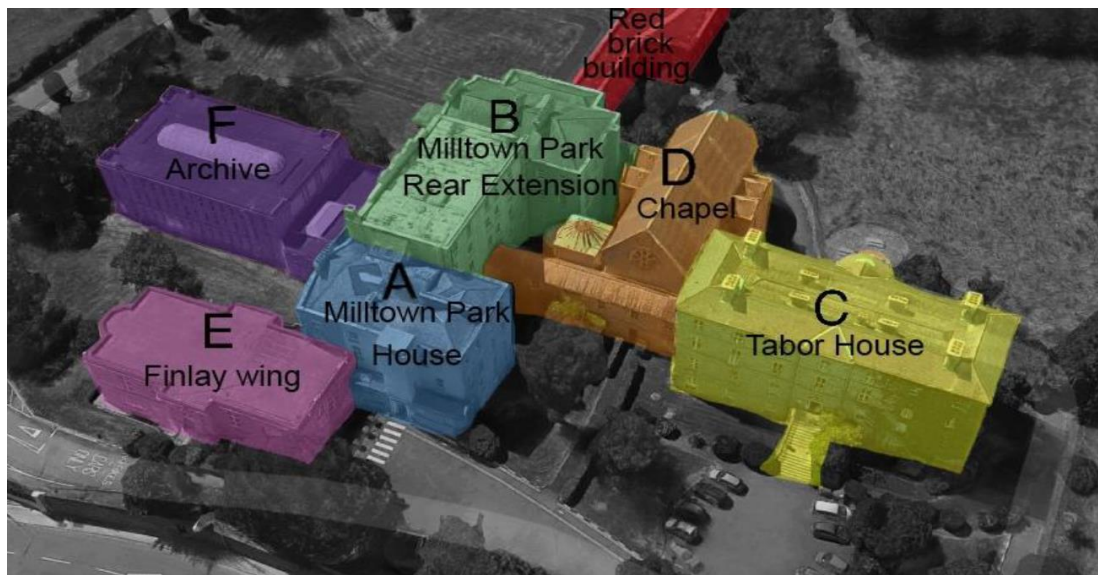 Red
brick
building
F
Archive
B
Milltown Park
Rear Extension
D
Chapel
A
Milltown Park
House
C
Tabor House
E
Finlay wing